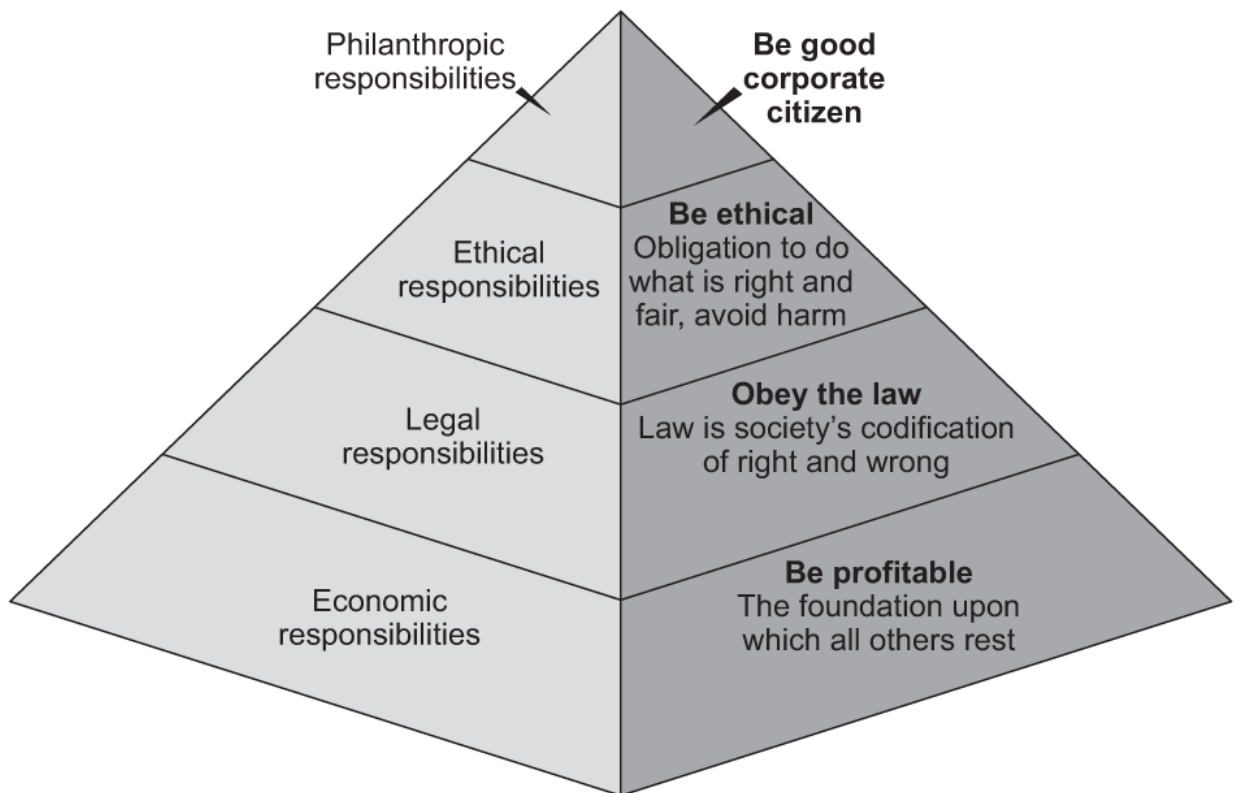 Philanthropic
responsibilities
Be good
corporate
citizen
Ethical
responsibilities
Be ethical
Obligation to do
what is right and
fair, avoid harm
Legal
responsibilities
Obey the law
Law is society’s codification
of right and wrong
Economic
responsibilities
Be profitable
The foundation upon
which all others rest